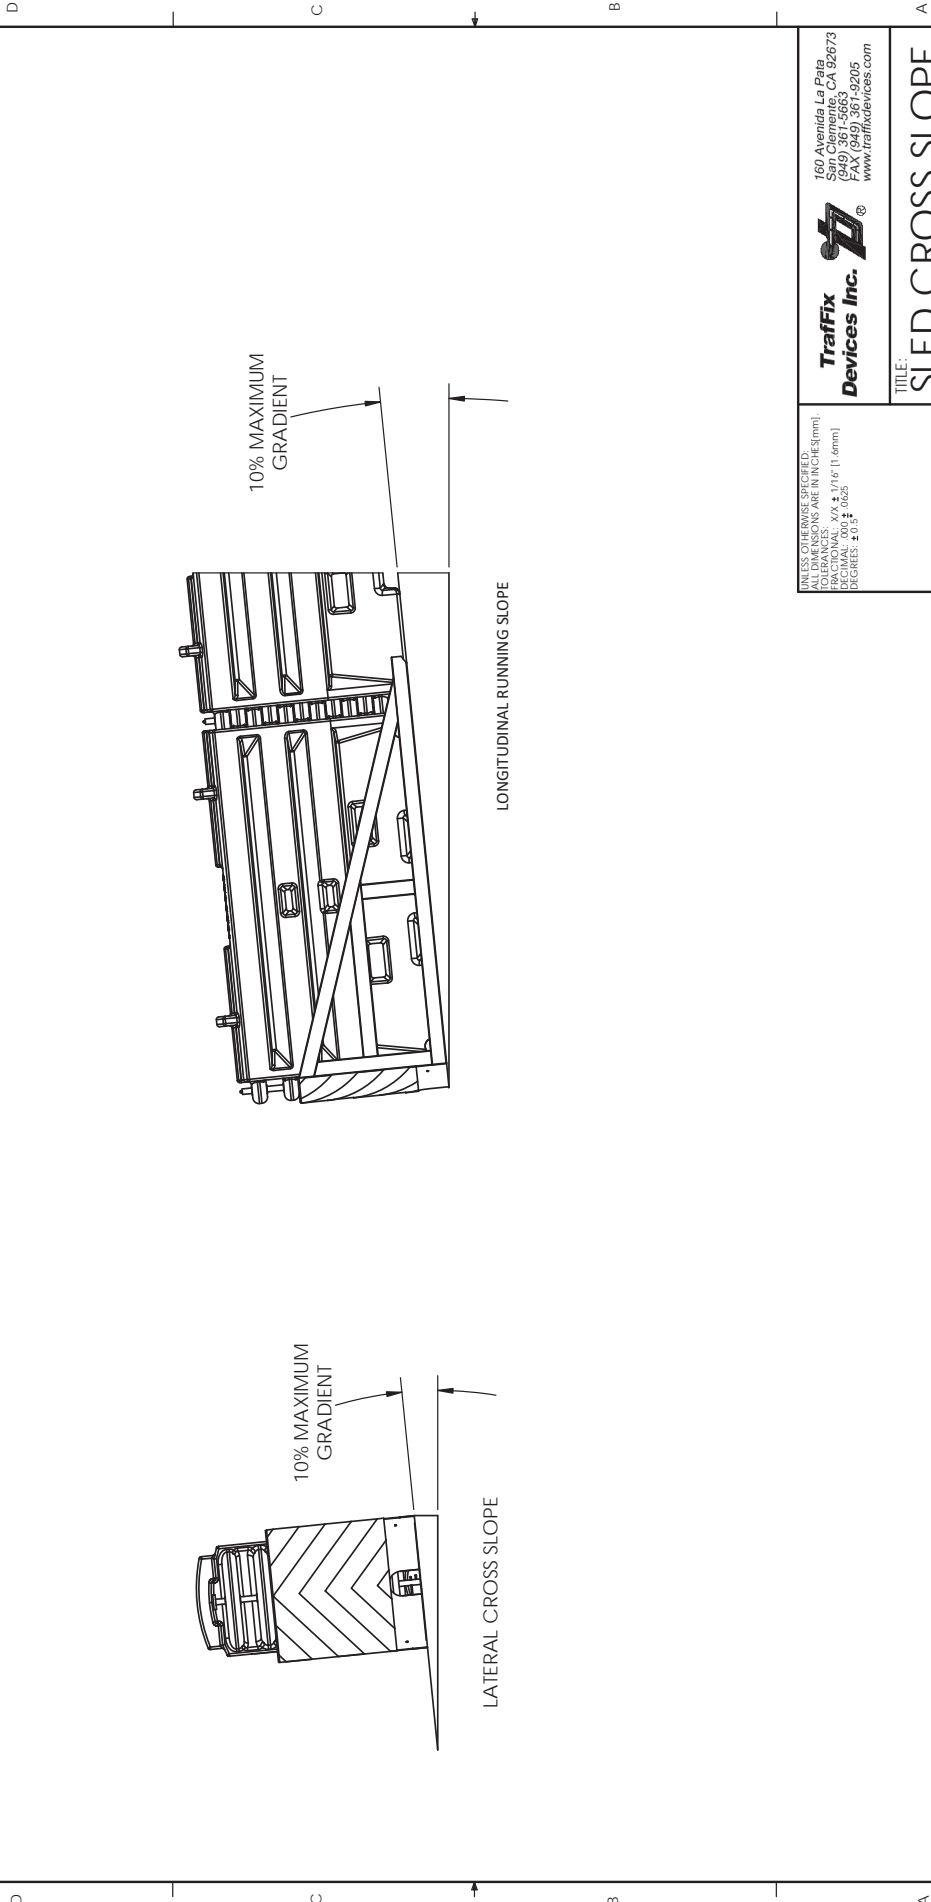 D
C
B
A
10% MAXIMUM
GRADIENT
LATERAL CROSS SLOPE
10% MAXIMUM
GRADIENT
LONGITUDINAL RUNNING SLOPE
UNLESS OTHERWISE SPECIFIED:
ALL DIMENSIONS ARE IN INCHES[mm].
TOLERANCES:
FRACTIONAL: X/X ± 1/16" [1.6mm]
DECIMAL: .000 ± .0625
DEGREES: ± 0.5°
TrafFix
Devices Inc.
®
160 Avenida La Pata
San Clemente, CA 92673
(949) 361-5663
FAX (949) 361-9205
www.traffixdevices.com
TITLE:
SLED CROSS SLOPE
D
C
B
A